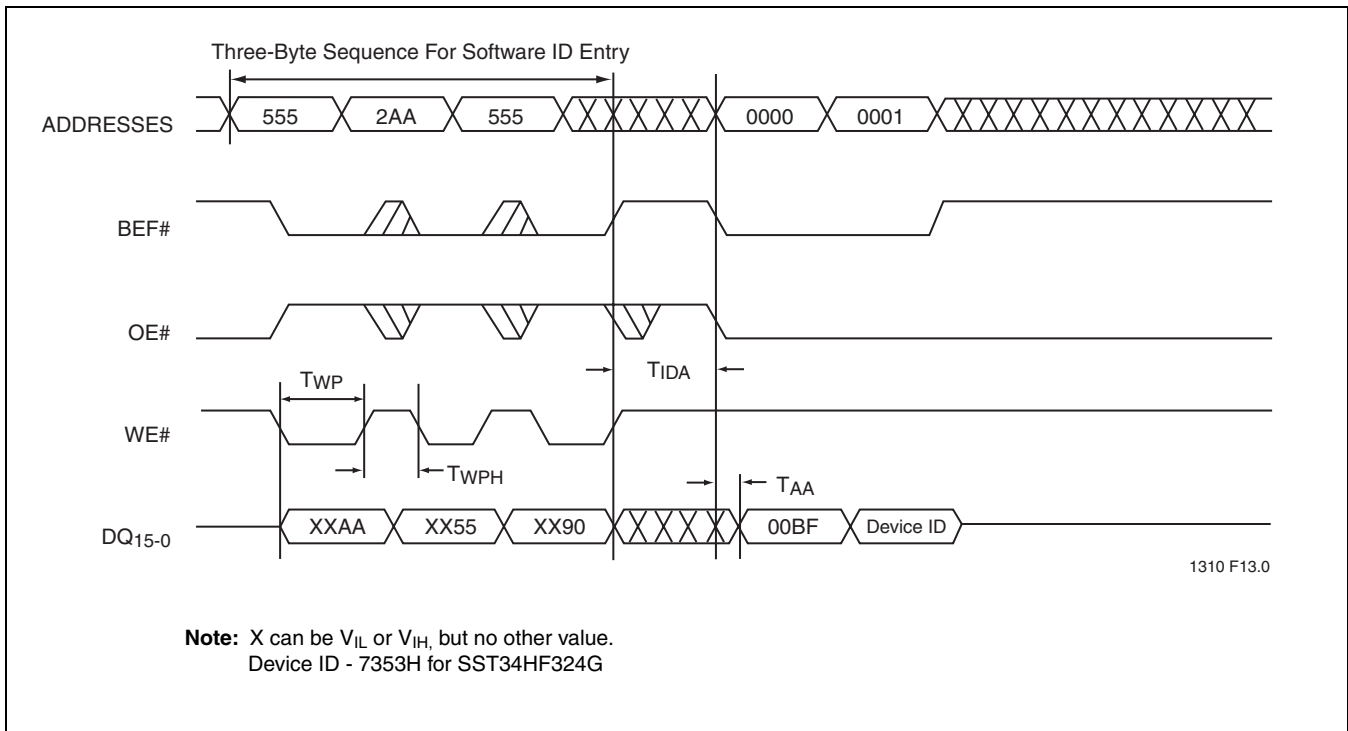 Three-Byte Sequence For Software ID Entry
ADDRESSES 555 2AA 555 0000 0001
BEF#
OE#
TIDA
TWP
WE#
TWPH
TAA
DQ15-0 XXAA XX55 XX90 00BF Device ID
1310 F13.0
Note: X can be VIL or VIH, but no other value.
Device ID - 7353H for SST34HF324G